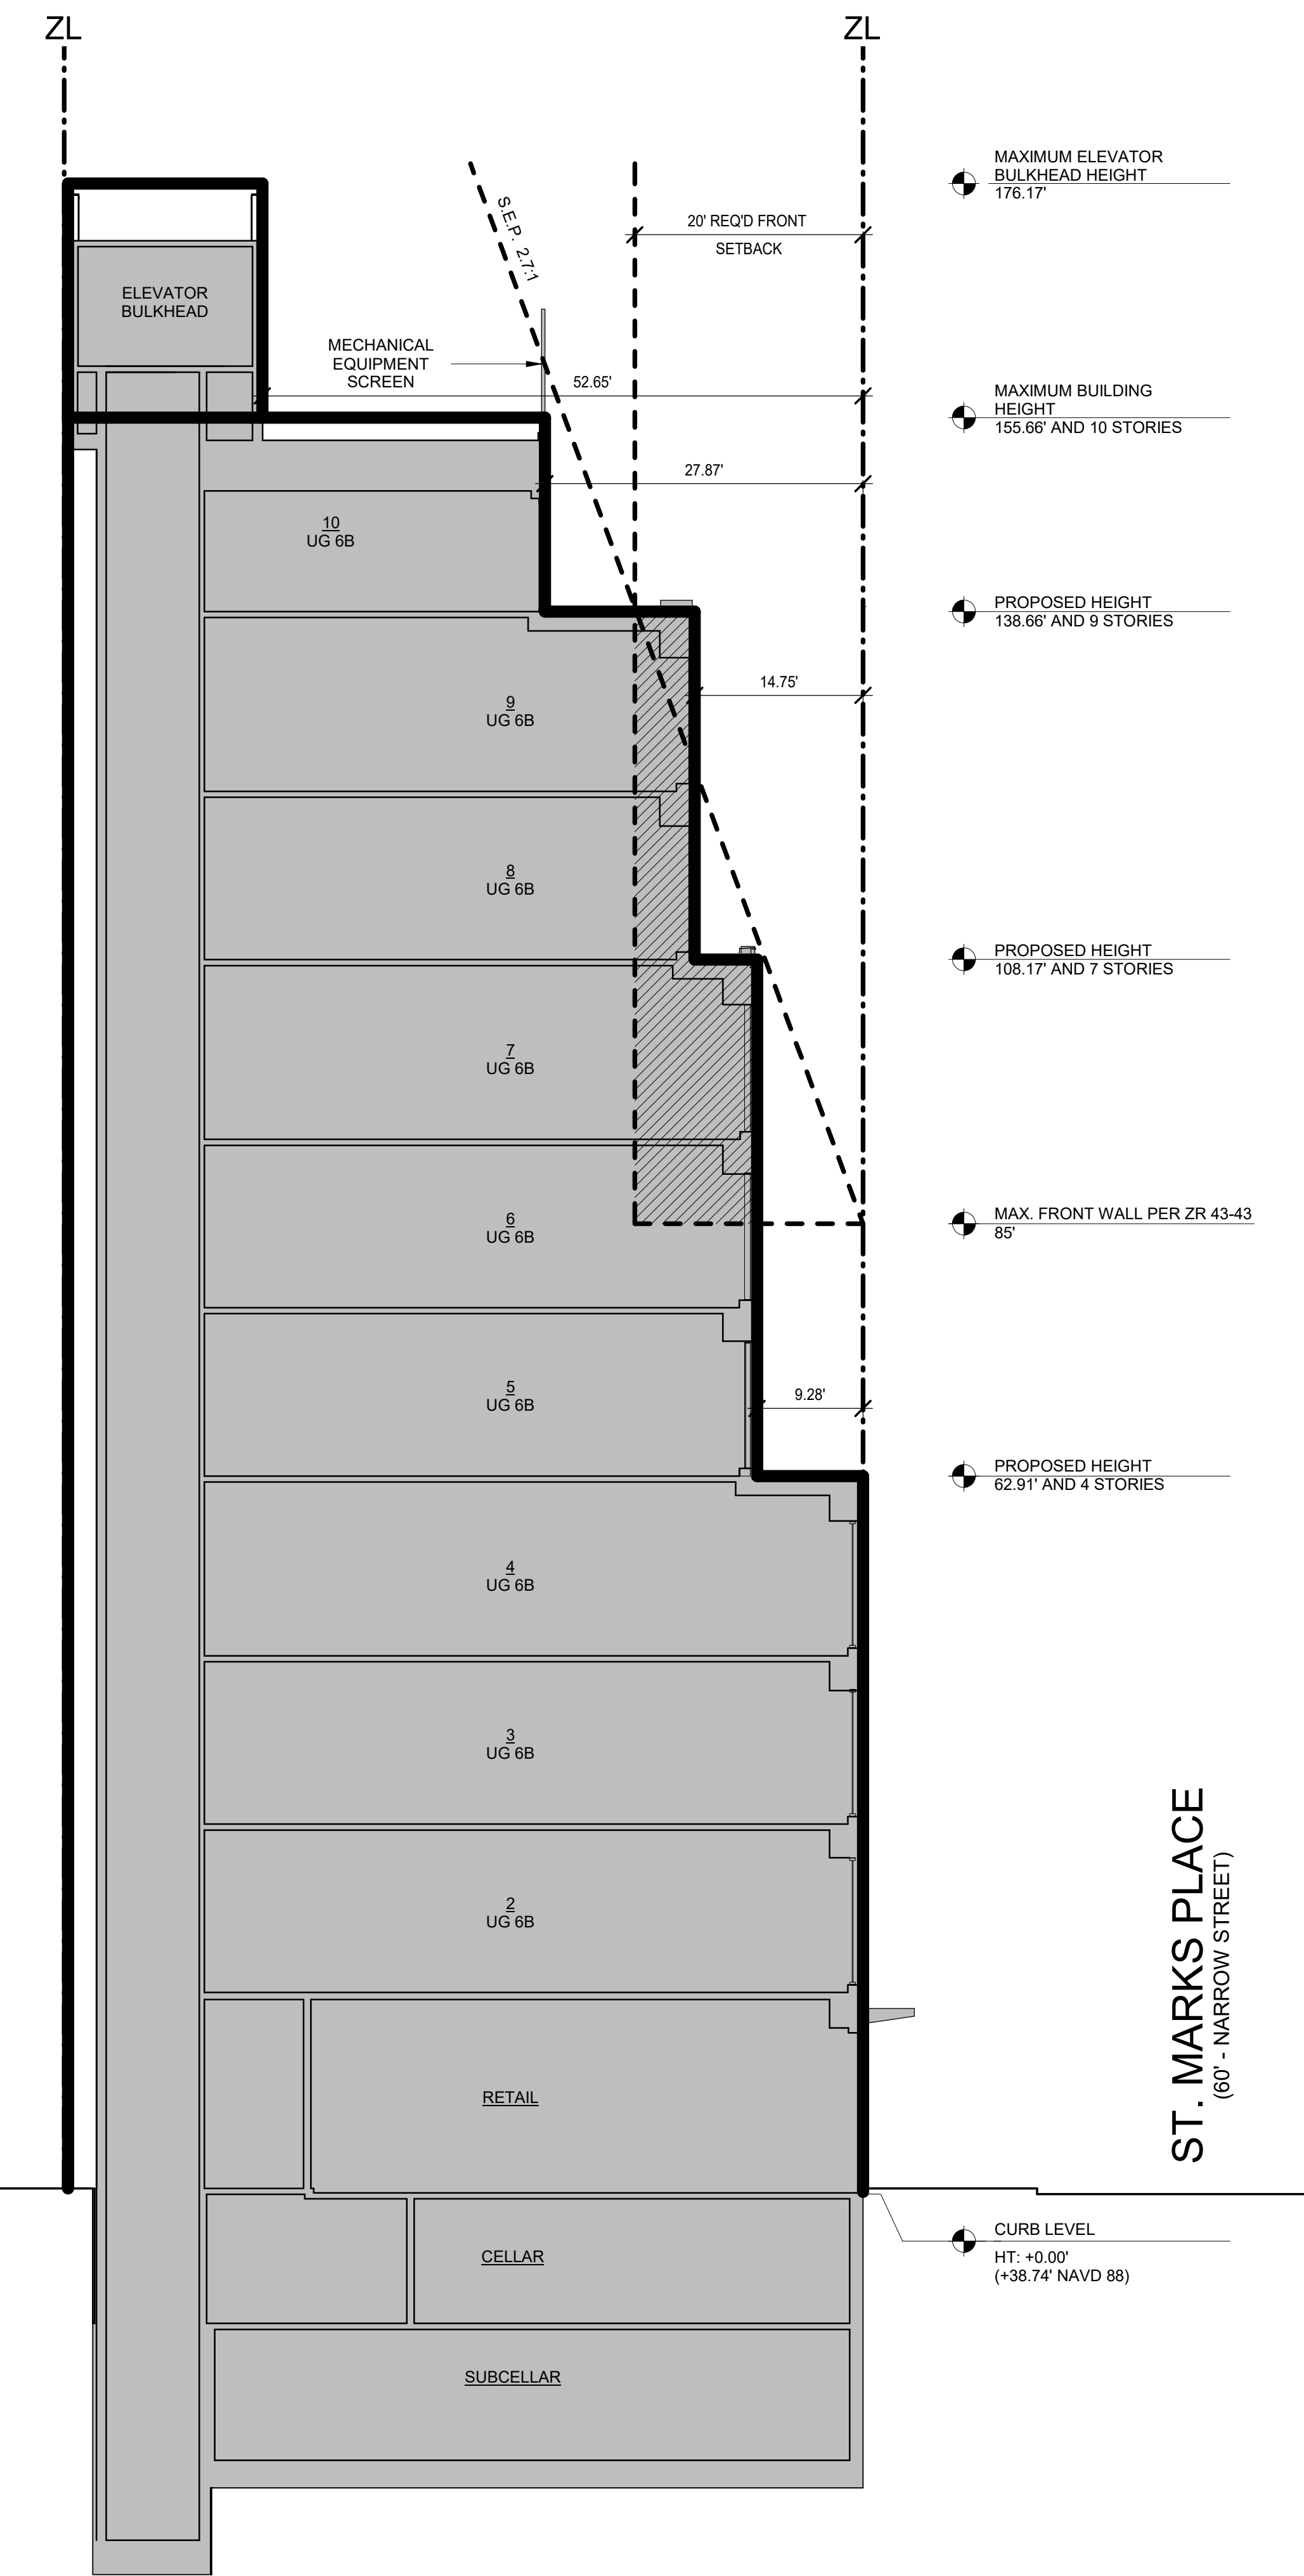 ZL
ZL
MAXIMUM ELEVATOR
BULKHEAD HEIGHT
176.17'
S.E.P. 2.7:1
20' REQ'D FRONT
SETBACK
ELEVATOR
BULKHEAD
MECHANICAL
EQUIPMENT
SCREEN
52.65'
MAXIMUM BUILDING
HEIGHT
155.66' AND 10 STORIES
27.87'
10
UG 6B
PROPOSED HEIGHT
138.66' AND 9 STORIES
14.75'
9
UG 6B
8
UG 6B
PROPOSED HEIGHT
108.17' AND 7 STORIES
7
UG 6B
6
UG 6B
MAX. FRONT WALL PER ZR 43-43
85'
5
UG 6B
9.28'
PROPOSED HEIGHT
62.91' AND 4 STORIES
4
UG 6B
3
UG 6B
2
UG 6B
ST. MARKS PLACE
(60' - NARROW STREET)
RETAIL
CURB LEVEL
HT: +0.00'
(+38.74' NAVD 88)
CELLAR
SUBCELLAR